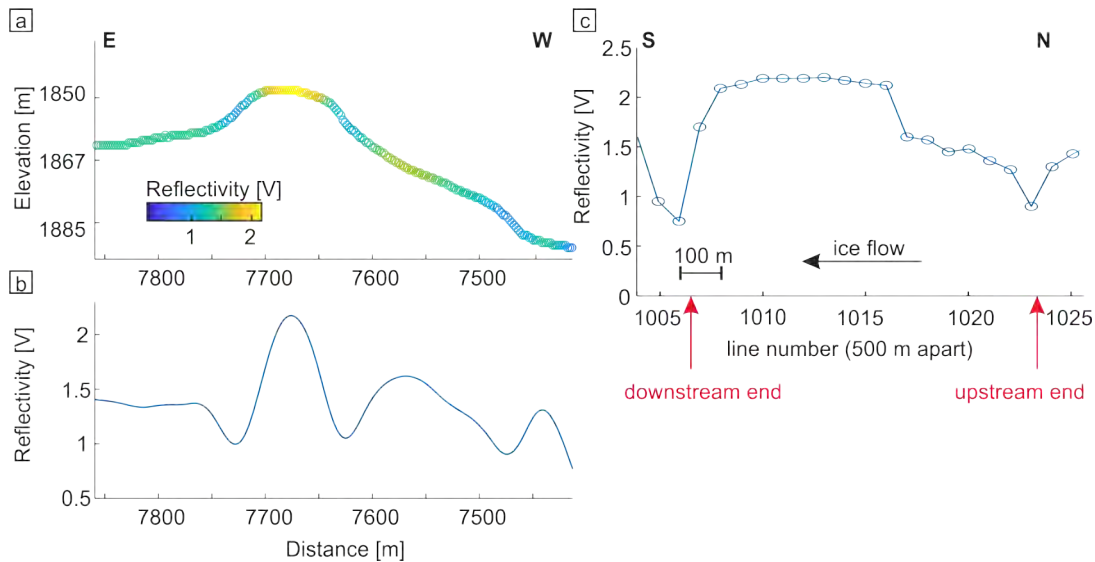 a
E
W
Elevation [m]
1850
1867
1885
Reflectivity [V]
1
2
7800
7700
7600
7500
b
Reflectivity [V]
2
1.5
1
0.5
7800
7700
7600
7500
Distance [m]
c
S
N
Reflectivity [V]
2.5
2
1.5
1
0.5
0
100 m
ice flow
1005
1010
1015
1020
1025
line number (500 m apart)
downstream end
upstream end